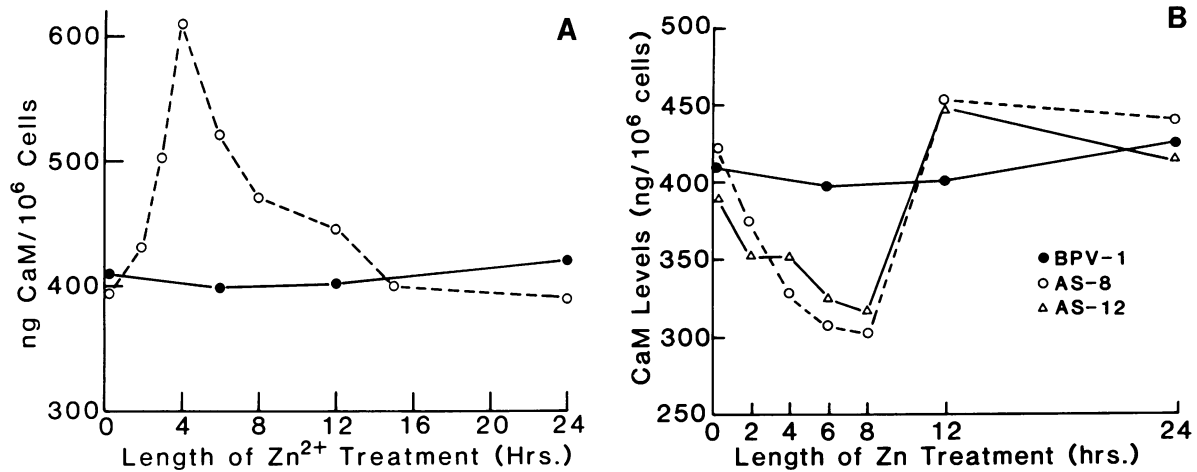 A
600
500
400
300
ng CaM/10⁶ Cells
0 4 8 12 16 20 24
Length of Zn²⁺ Treatment (Hrs.)
B
500
450
400
350
300
250
CaM Levels (ng/10⁶ cells)
BPV-1
AS-8
AS-12
0 2 4 6 8 12 24
Length of Zn Treatment (hrs.)